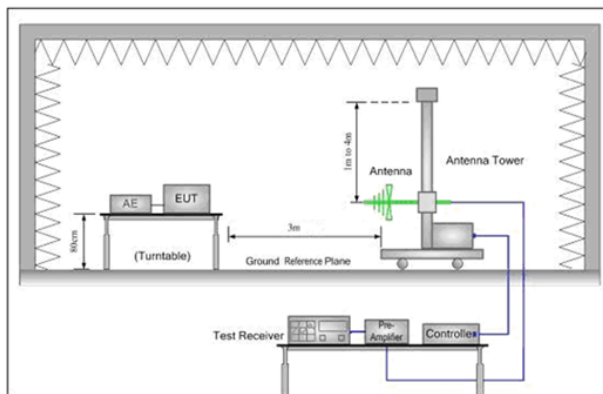 1m to 4m
Antenna
Antenna Tower
AE
EUT
80cm
(Turntable)
3m
Ground Reference Plane
Test Receiver
Pre-
Amplifier
Controller